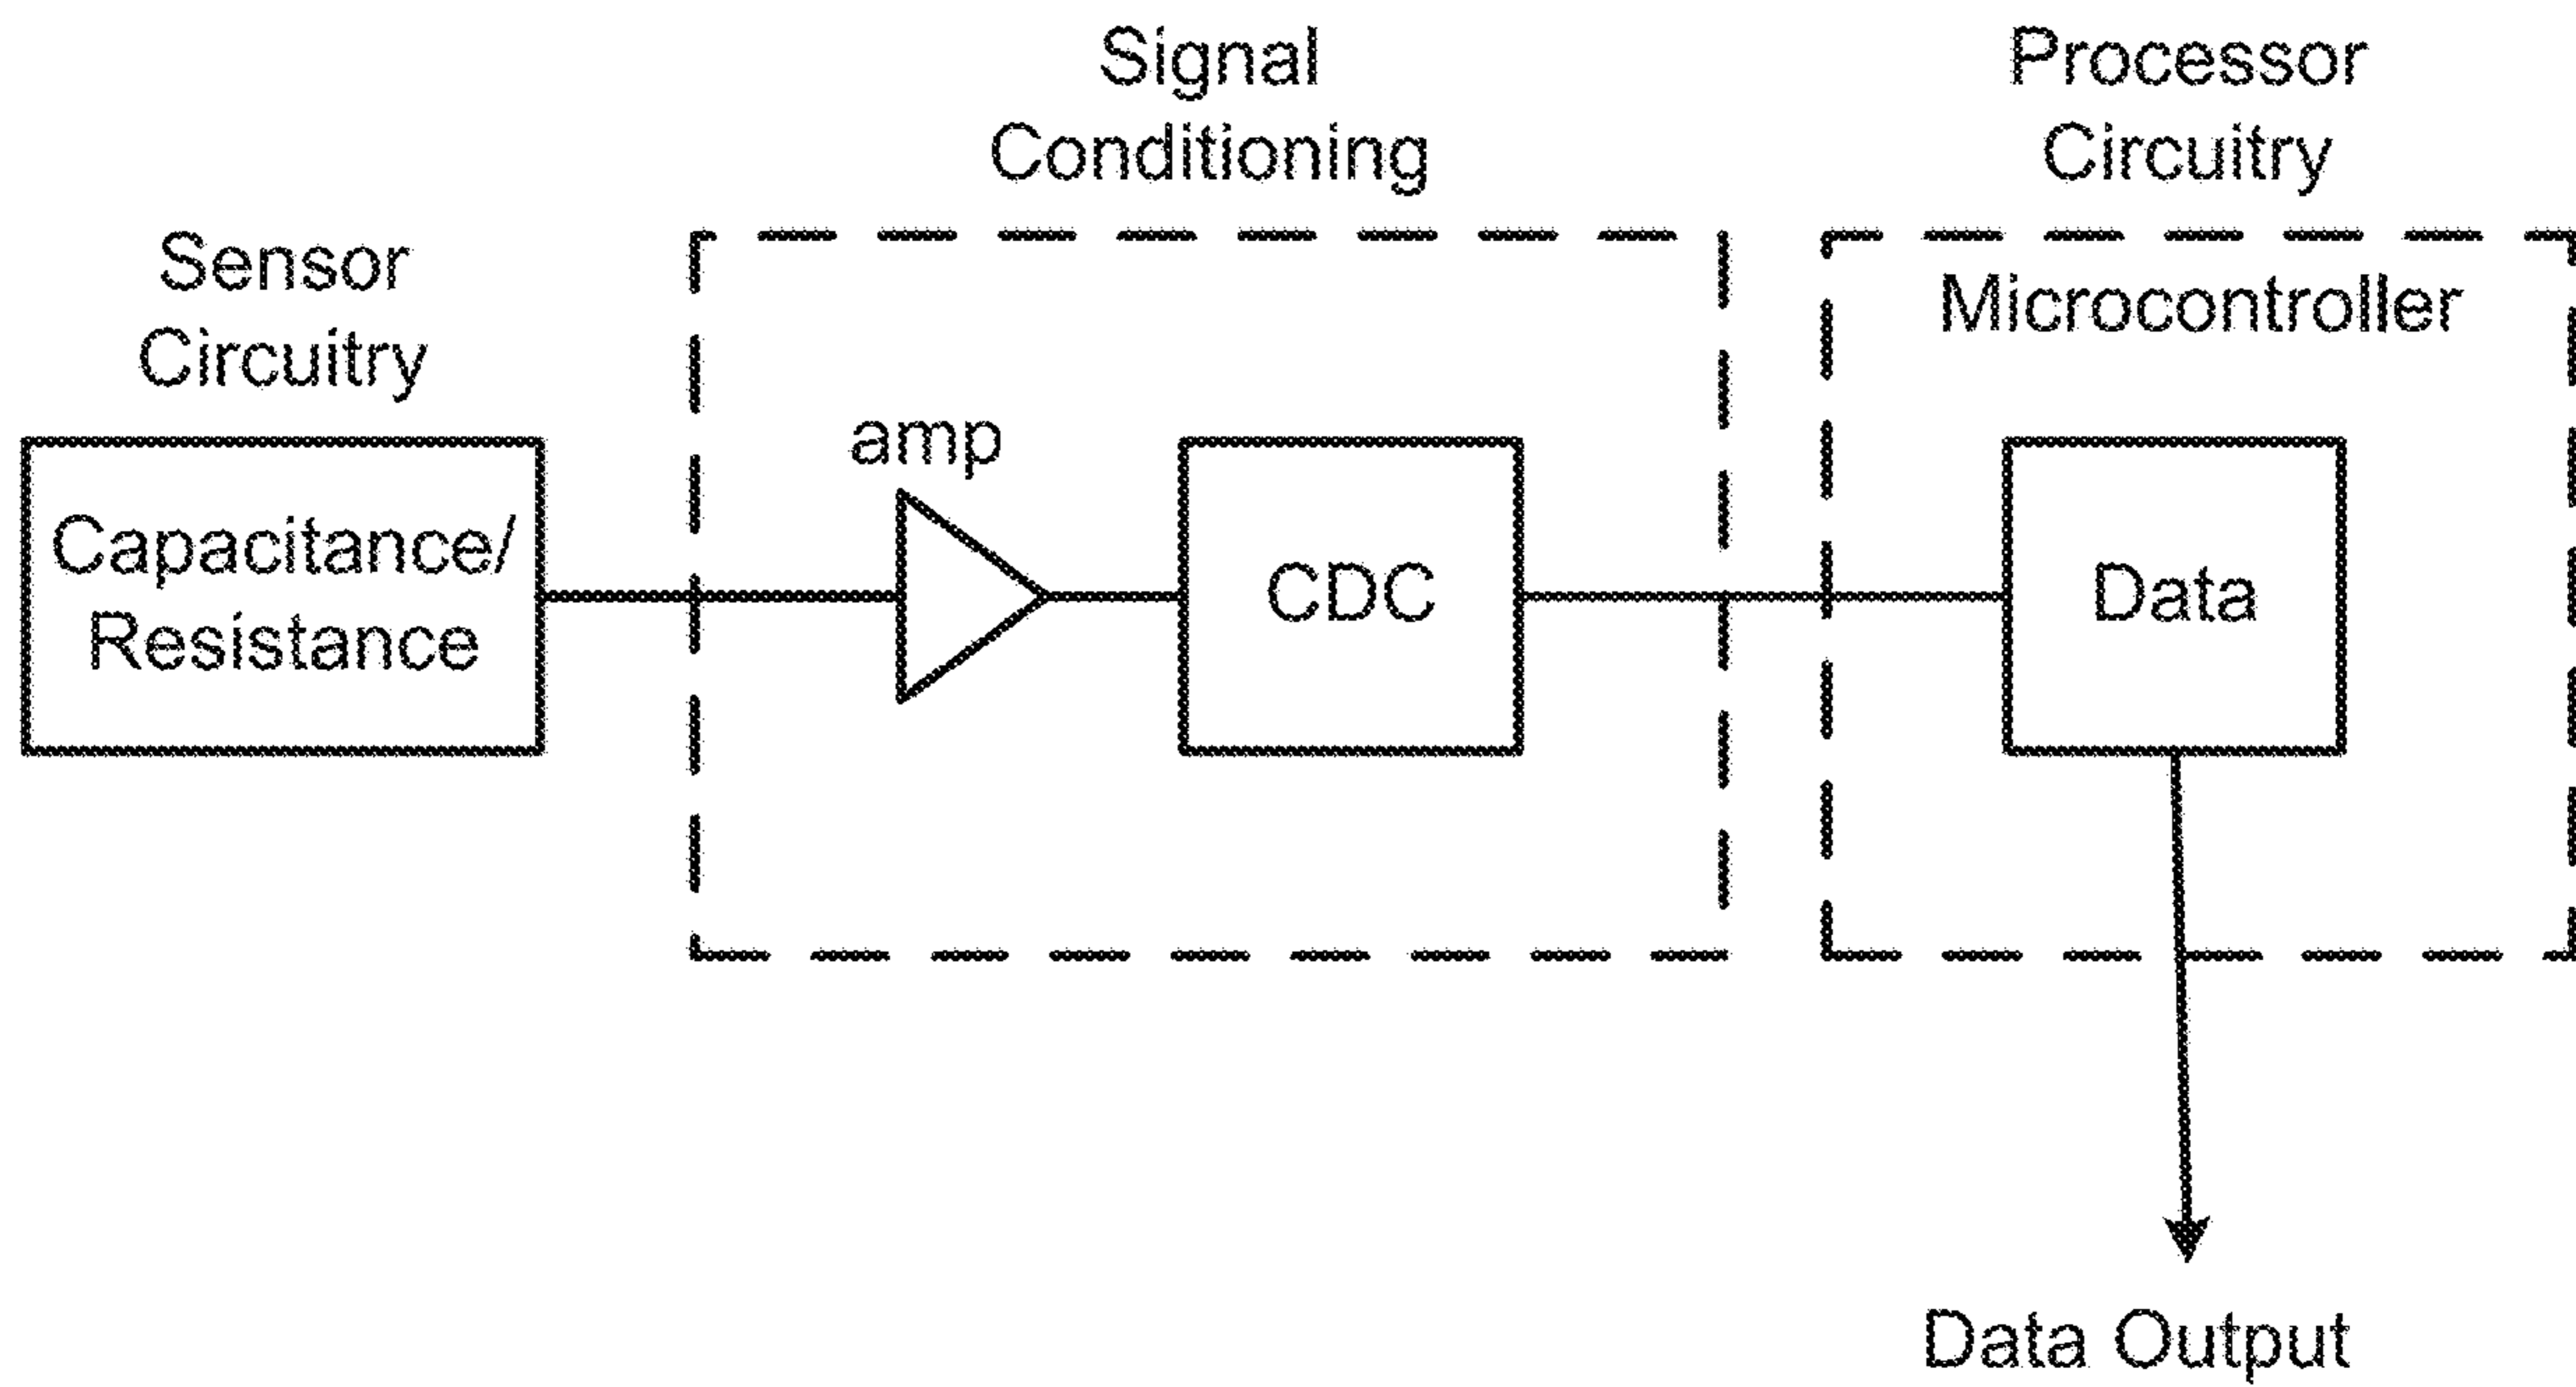 Signal
Conditioning
Processor
Circuitry
Sensor
Circuitry
Microcontroller
amp
Capacitance/
Resistance
CDC
Data
Data Output